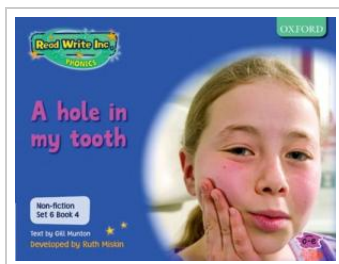 OXFORD
Read Write Inc.
PHONICS
A hole in
my tooth
Non-fiction
Set 6 Book 4
Text by Gill Munton
Developed by Ruth Miskin
o-e